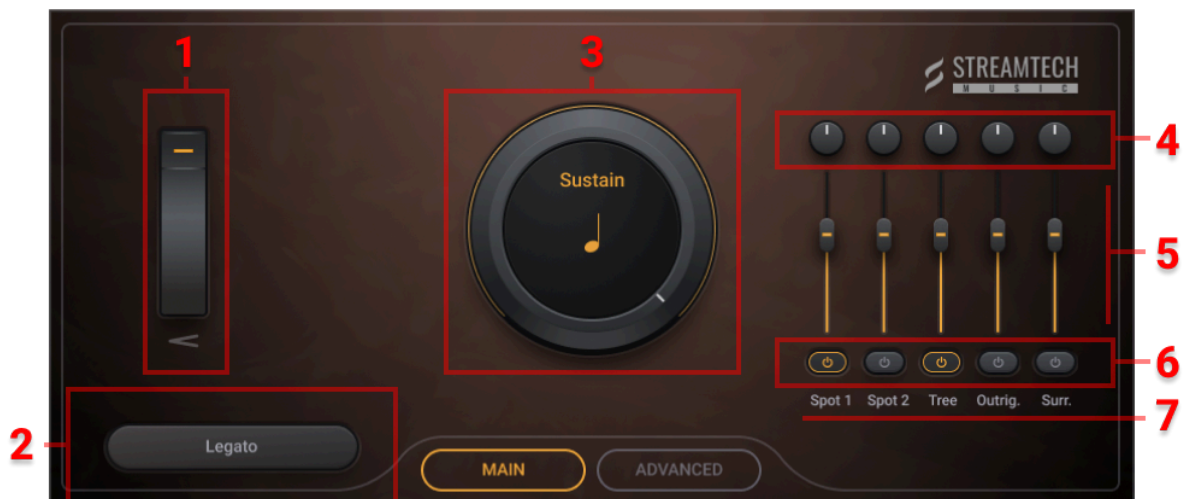 1
3
STREAMTECH
MUSIC
4
Sustain
5
6
Spot 1 Spot 2 Tree Outrig. Surr.
7
2
Legato
MAIN
ADVANCED